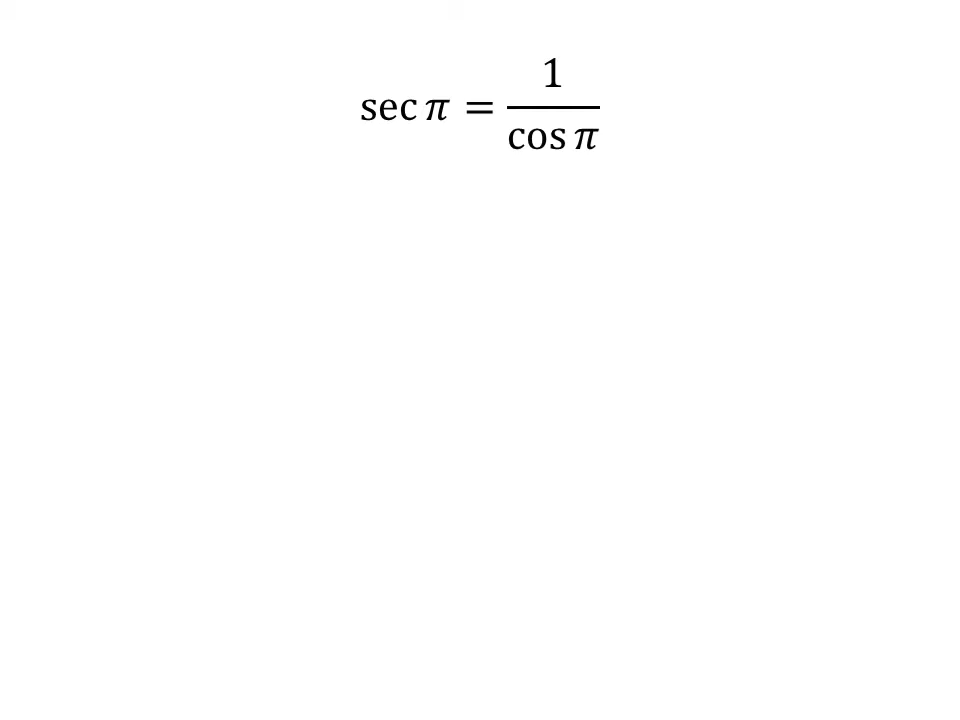 sec π = 1/cos π